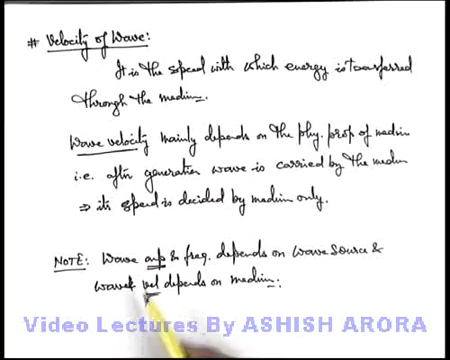 # Velocity of Wave:
It is the speed with which energy is transferred
through the medium.
Wave velocity mainly depends on the phy. prop of medium
i.e. after generation wave is carried by the medium
⇒ its speed is decided by medium only.
NOTE: Wave amp & freq. depends on wave source &
wave vel depends on medium.
Video Lectures By ASHISH ARORA